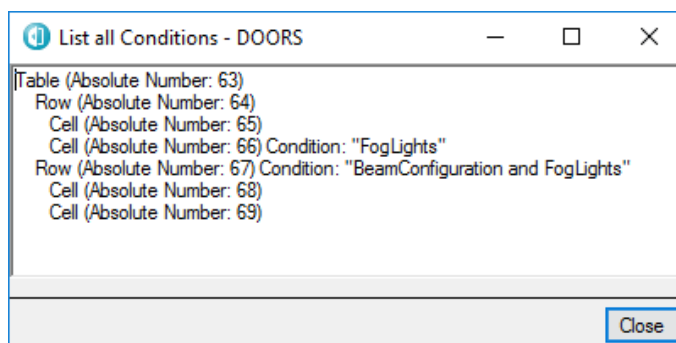 List all Conditions - DOORS
Table (Absolute Number: 63)
Row (Absolute Number: 64)
Cell (Absolute Number: 65)
Cell (Absolute Number: 66) Condition: "FogLights"
Row (Absolute Number: 67) Condition: "BeamConfiguration and FogLights"
Cell (Absolute Number: 68)
Cell (Absolute Number: 69)
Close